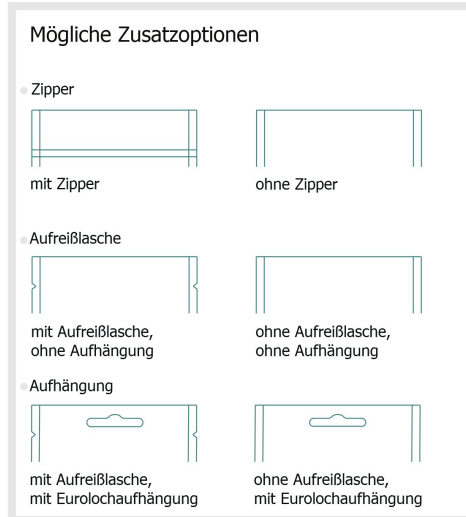 Mögliche Zusatzoptionen
Zipper
mit Zipper
ohne Zipper
Aufreißlasche
mit Aufreißlasche,
ohne Aufhängung
ohne Aufreißlasche,
ohne Aufhängung
Aufhängung
mit Aufreißlasche,
mit Eurolochaufhängung
ohne Aufreißlasche,
mit Eurolochaufhängung